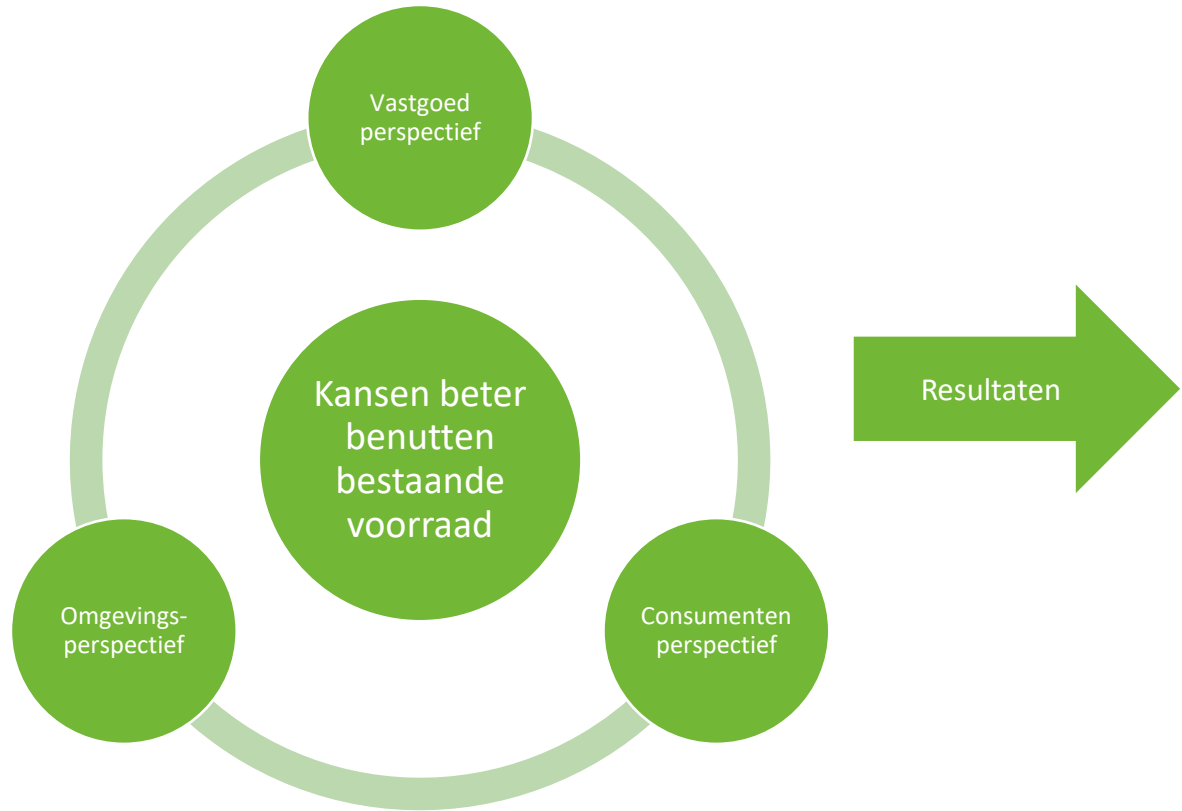 Vastgoed
perspectief
Kansen beter
benutten
bestaande
voorraad
Resultaten
Omgevings-
perspectief
Consumenten
perspectief